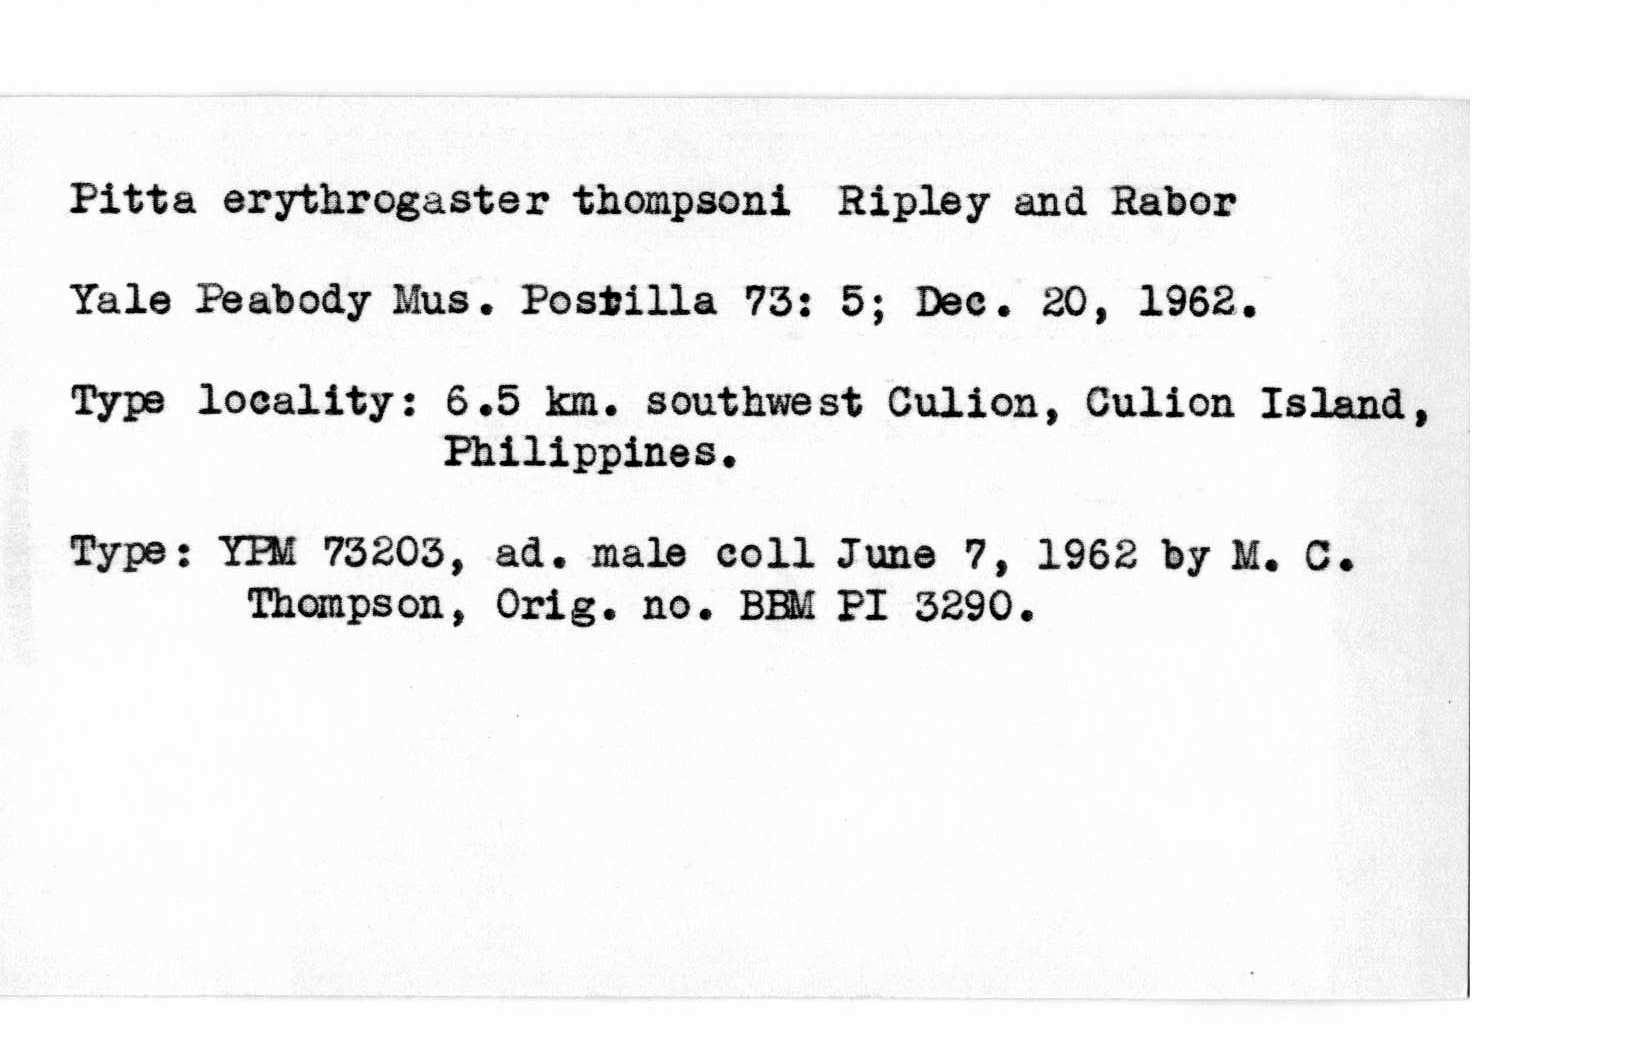 Pitta erythrogaster thompsoni Ripley and Rabor
Yale Peabody Mus. Postilla 73: 5; Dec. 20, 1962.
Type locality: 6.5 km. southwest Culion, Culion Island,
Philippines.
Type: YPM 73203, ad. male coll June 7, 1962 by M. C.
Thompson, Orig. no. BBM PI 3290.